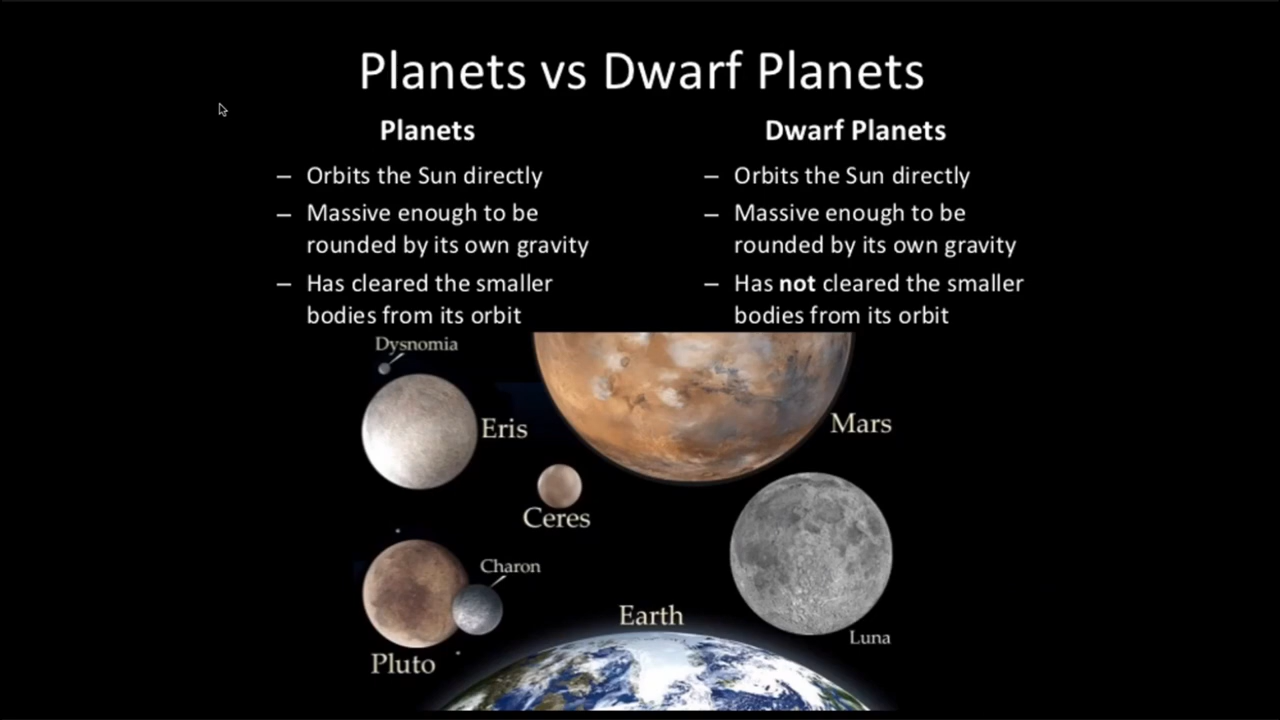 Planets vs Dwarf Planets
Planets
– Orbits the Sun directly
– Massive enough to be
rounded by its own gravity
– Has cleared the smaller
bodies from its orbit
Dwarf Planets
– Orbits the Sun directly
– Massive enough to be
rounded by its own gravity
– Has not cleared the smaller
bodies from its orbit
Dysnomia
Eris
Mars
Ceres
Charon
Earth
Luna
Pluto